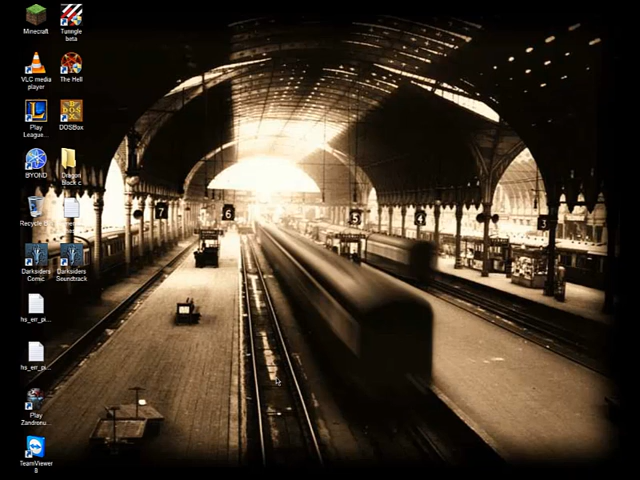 Minecraft
Tunngle
beta
VLC media
player
The Hell
Play
League...
DOSBox
BYOND
Dragon
black c
Recycle B
Darksiders
Comic
Darksiders
Soundtrack
hs_err_pi...
hs_err_pi...
Play
Zandronu...
TeamViewer
8
7
6
5
4
3